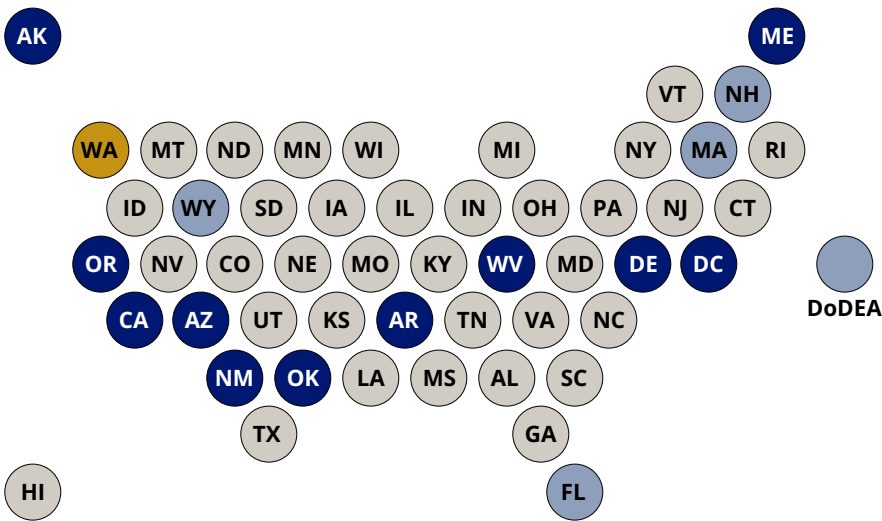 AK ME
VT NH
WA MT ND MN WI MI NY MA RI
ID WY SD IA IL IN OH PA NJ CT
OR NV CO NE MO KY WV MD DE DC
DoDEA
CA AZ UT KS AR TN VA NC
NM OK LA MS AL SC
TX GA
HI FL